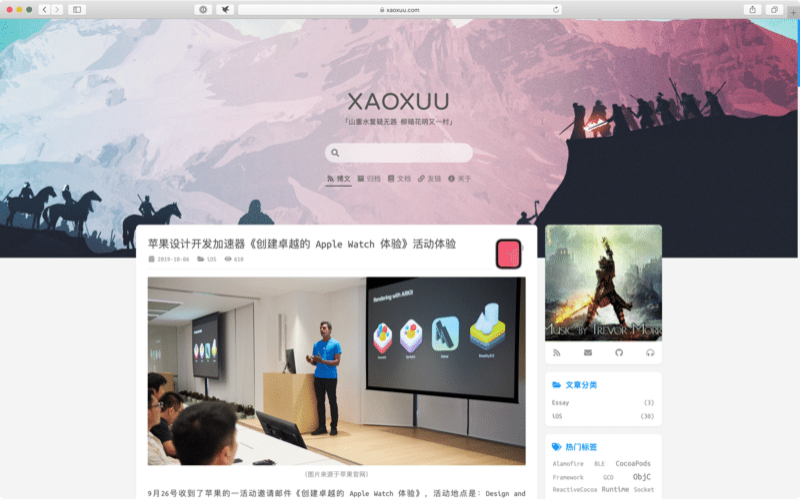 xaoxuu.com
XAOXUU
「山重水复疑无路 柳暗花明又一村」
博文 归档 文档 友链 关于
苹果设计开发加速器《创建卓越的 Apple Watch 体验》活动体验
2019-10-06 iOS 618
Rendering with ARKit
MUSIC BY TREVOR MORRI
(图片来源于苹果官网)
文章分类
Essay (3)
iOS (38)
热门标签
Alamofire BLE CocoaPods
Framework GCD ObjC
ReactiveCocoa Runtime Socket
9月26号收到了苹果的一活动邀请邮件《创建卓越的 Apple Watch 体验》，活动地点是：Design and